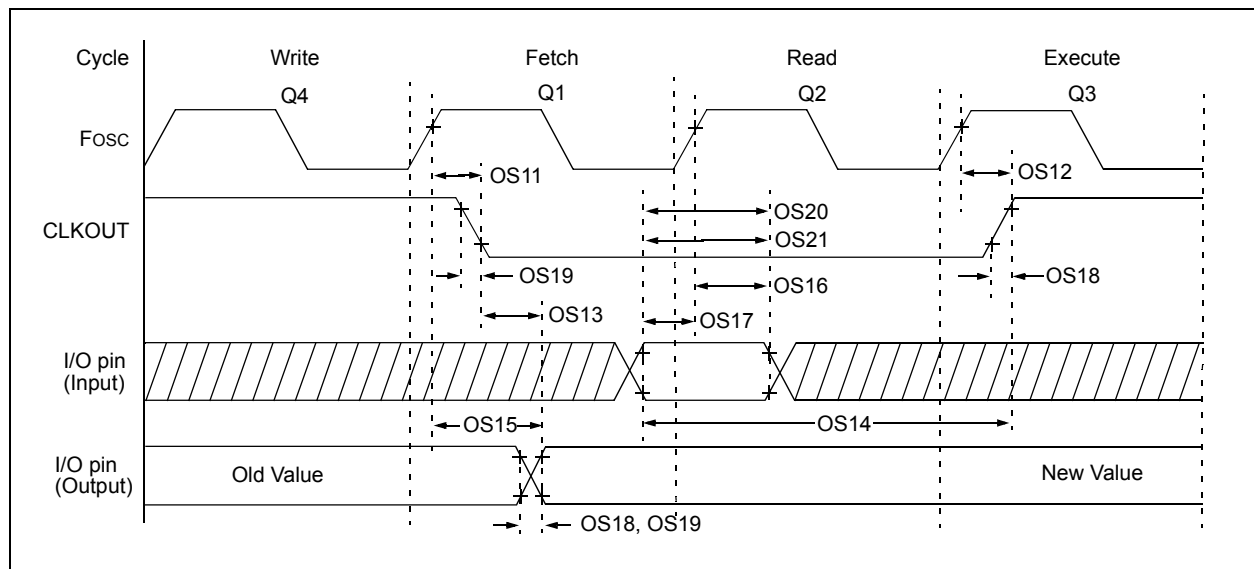 Cycle Write Fetch Read Execute
Q4 Q1 Q2 Q3
FOSC
OS11 OS12
OS20
CLKOUT
OS21
OS19 OS16 OS18
OS13 OS17
I/O pin
(Input)
OS15 OS14
I/O pin
(Output)
Old Value New Value
OS18, OS19